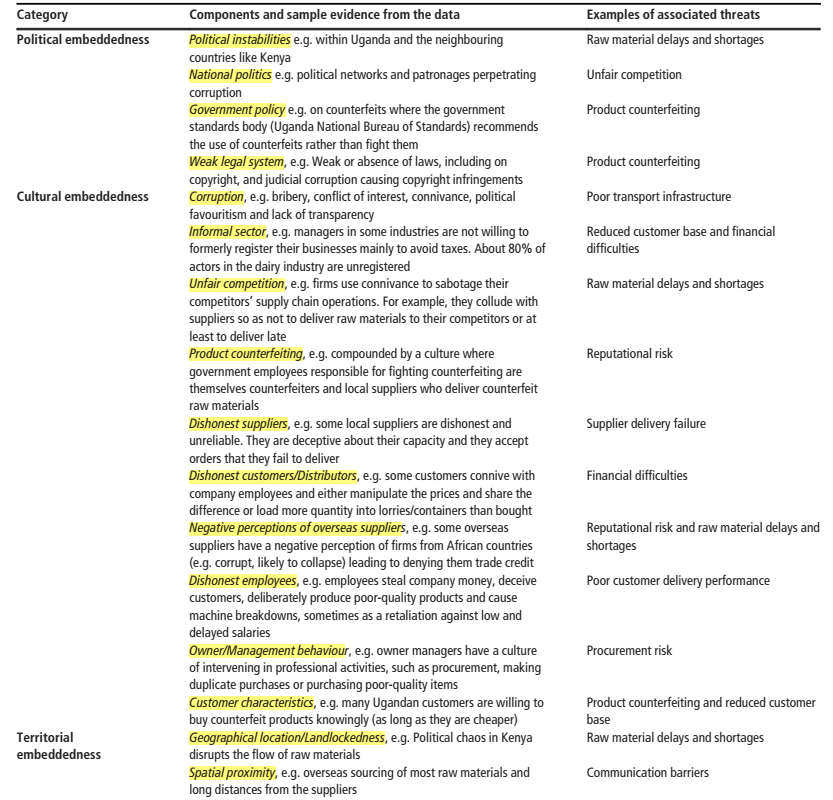 Category Components and sample evidence from the data Examples of associated threats
Political embeddedness Political instabilities e.g. within Uganda and the neighbouring Raw material delays and shortages
countries like Kenya
National politics e.g. political networks and patronages perpetrating Unfair competition
corruption
Government policy e.g. on counterfeits where the government Product counterfeiting
standards body (Uganda National Bureau of Standards) recommends
the use of counterfeits rather than fight them
Weak legal system, e.g. Weak or absence of laws, including on Product counterfeiting
copyright, and judicial corruption causing copyright infringements
Cultural embeddedness Corruption, e.g. bribery, conflict of interest, connivance, political Poor transport infrastructure
favouritism and lack of transparency
Informal sector, e.g. managers in some industries are not willing to Reduced customer base and financial
formerly register their businesses mainly to avoid taxes. About 80% of difficulties
actors in the dairy industry are unregistered
Unfair competition, e.g. firms use connivance to sabotage their Raw material delays and shortages
competitors' supply chain operations. For example, they collude with
suppliers so as not to deliver raw materials to their competitors or at
least to deliver late
Product counterfeiting, e.g. compounded by a culture where Reputational risk
government employees responsible for fighting counterfeiting are
themselves counterfeiters and local suppliers who deliver counterfeit
raw materials
Dishonest suppliers, e.g. some local suppliers are dishonest and Supplier delivery failure
unreliable. They are deceptive about their capacity and they accept
orders that they fail to deliver
Dishonest customers/Distributors, e.g. some customers connive with Financial difficulties
company employees and either manipulate the prices and share the
difference or load more quantity into lorries/containers than bought
Negative perceptions of overseas suppliers, e.g. some overseas Reputational risk and raw material delays and
suppliers have a negative perception of firms from African countries shortages
(e.g. corrupt, likely to collapse) leading to denying them trade credit
Dishonest employees, e.g. employees steal company money, deceive Poor customer delivery performance
customers, deliberately produce poor-quality products and cause
machine breakdowns, sometimes as a retaliation against low and
delayed salaries
Owner/Management behaviour, e.g. owner managers have a culture Procurement risk
of intervening in professional activities, such as procurement, making
duplicate purchases or purchasing poor-quality items
Customer characteristics, e.g. many Ugandan customers are willing to Product counterfeiting and reduced customer
buy counterfeit products knowingly (as long as they are cheaper) base
Territorial Geographical location/Landlockedness, e.g. Political chaos in Kenya Raw material delays and shortages
embeddedness disrupts the flow of raw materials
Spatial proximity, e.g. overseas sourcing of most raw materials and Communication barriers
long distances from the suppliers